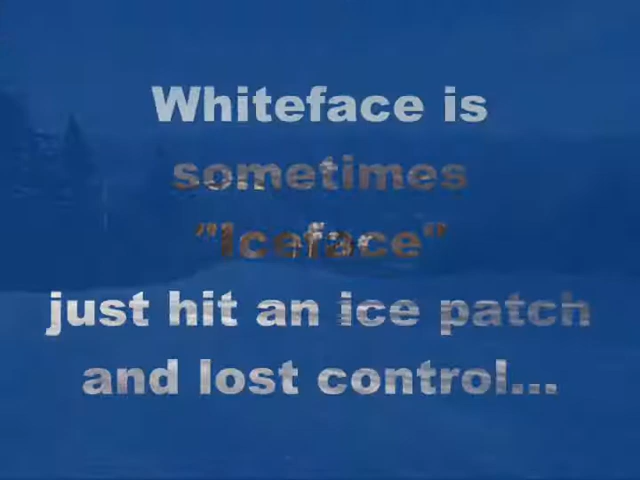 Whiteface is
sometimes
"Iceface"
just hit an ice patch
and lost control...